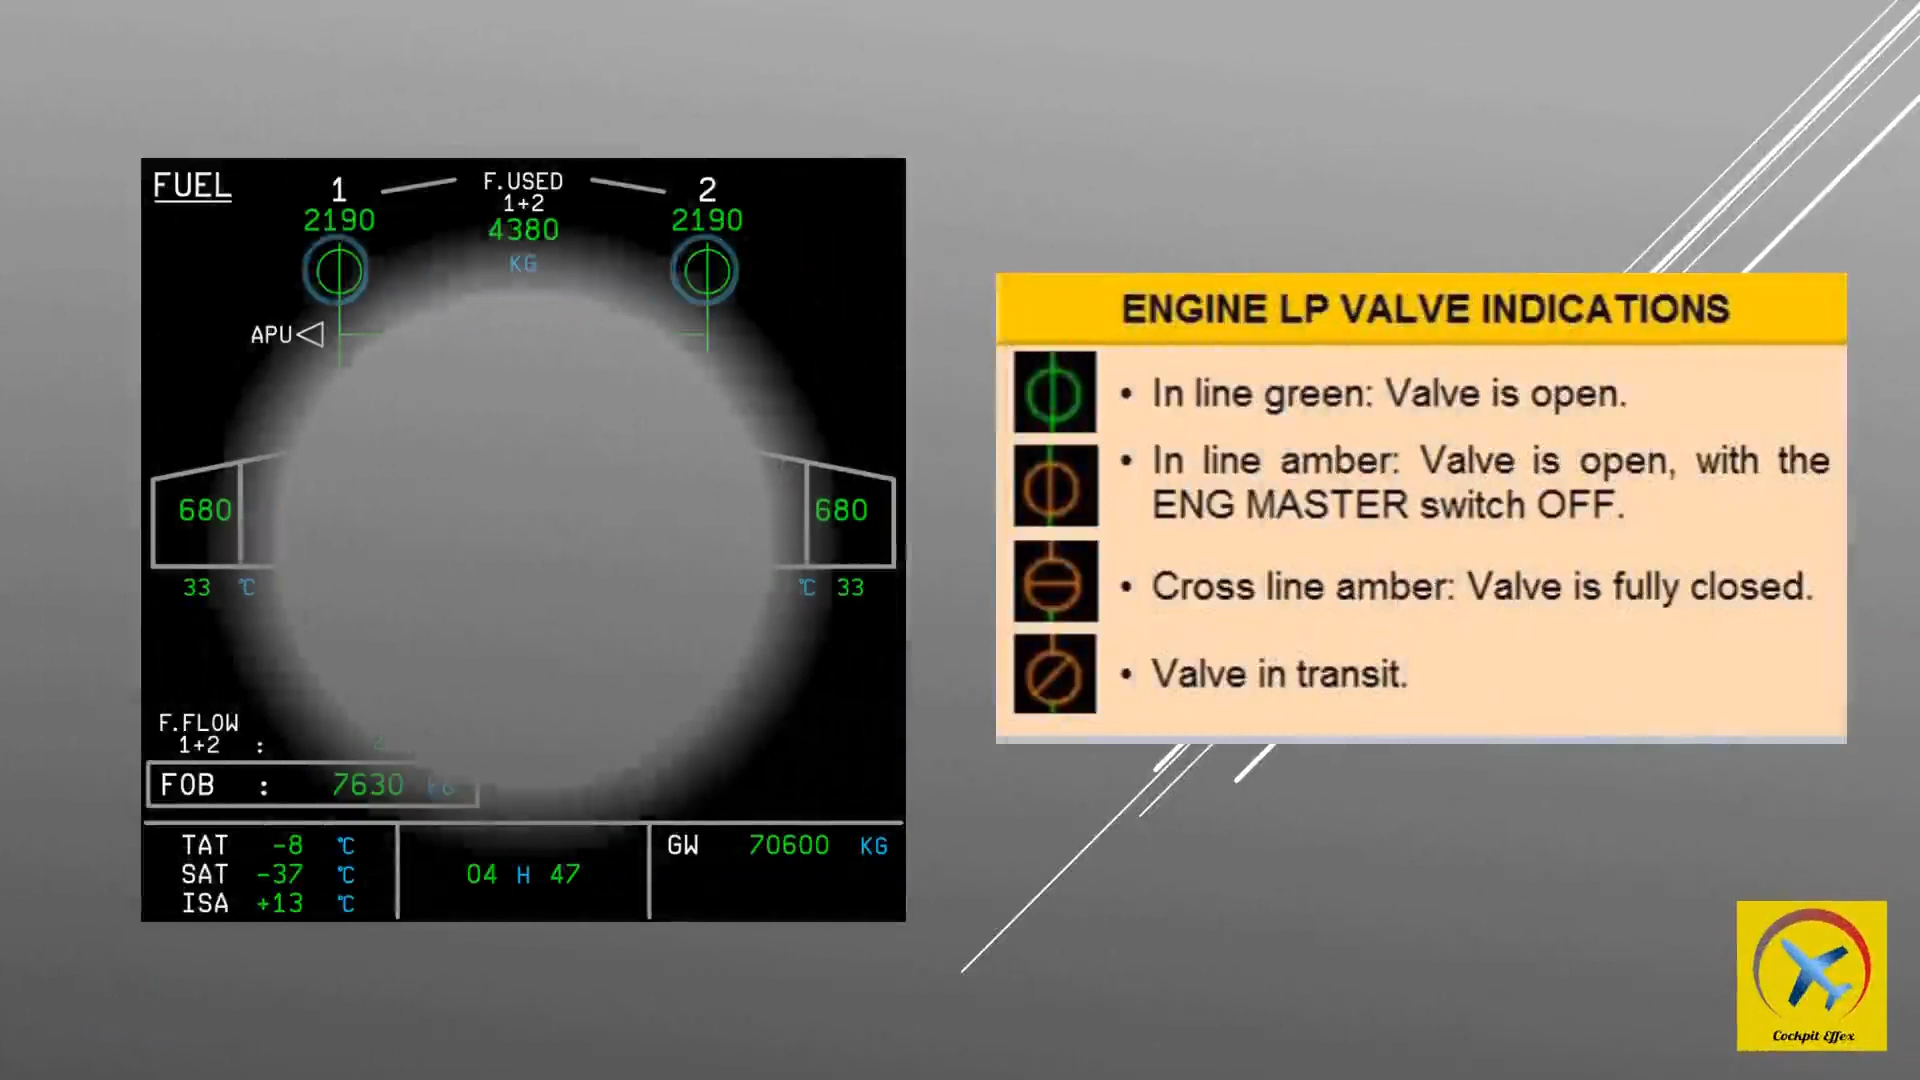 FUEL
1
F.USED
2
1+2
2190
4380
2190
KG
APU
680
680
33 °C
°C 33
F.FLOW
1+2 :
FOB : 7630
TAT -8 °C
SAT -37 °C
ISA +13 °C
04 H 47
GW 70600 KG
ENGINE LP VALVE INDICATIONS
• In line green: Valve is open.
• In line amber: Valve is open, with the
ENG MASTER switch OFF.
• Cross line amber: Valve is fully closed.
• Valve in transit.
Cockpit Effex